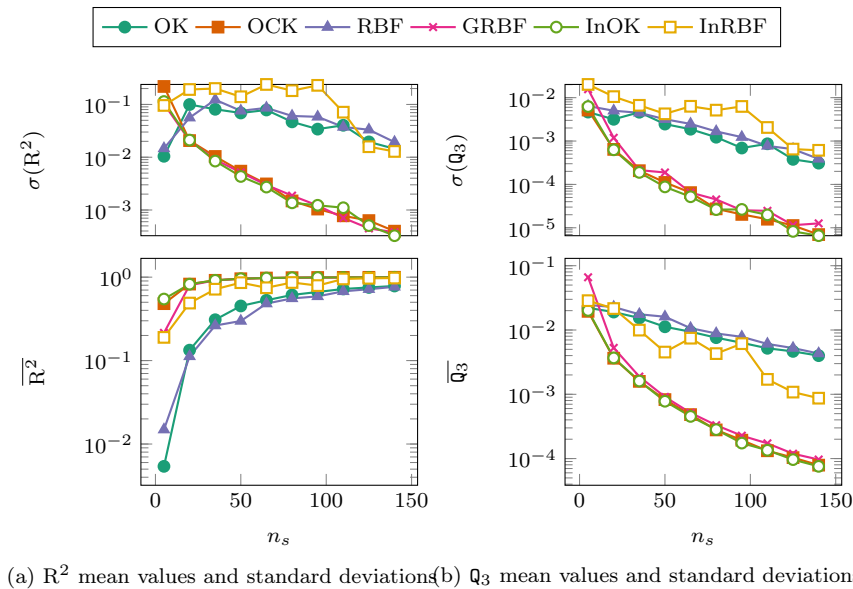 OK OCK RBF GRBF InOK InRBF
10⁻¹
10⁻²
10⁻³
σ(R²)
10⁻²
10⁻³
10⁻⁴
10⁻⁵
σ(Q₃)
10⁰
10⁻¹
10⁻²
R̅²
0 50 100 150
nₛ
10⁻¹
10⁻²
10⁻³
10⁻⁴
Q̅₃
0 50 100 150
nₛ
(a) R² mean values and standard deviations
(b) Q₃ mean values and standard deviation